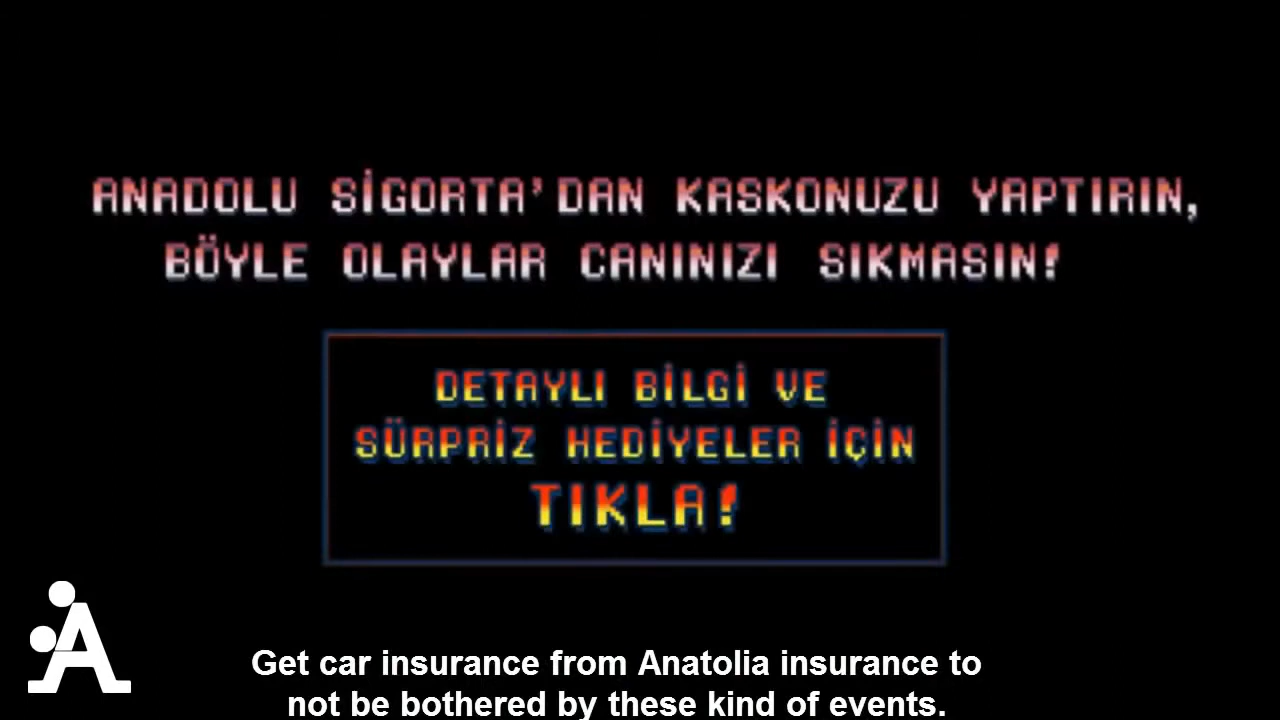 ANADOLU SİGORTA'DAN KASKONUZU YAPTIRIN,
BÖYLE OLAYLAR CANINIZI SIKMASIN!
DETAYLI BİLGİ VE
SÜRPRİZ HEDİYELER İÇİN
TIKLA!
A
Get car insurance from Anatolia insurance to
not be bothered by these kind of events.